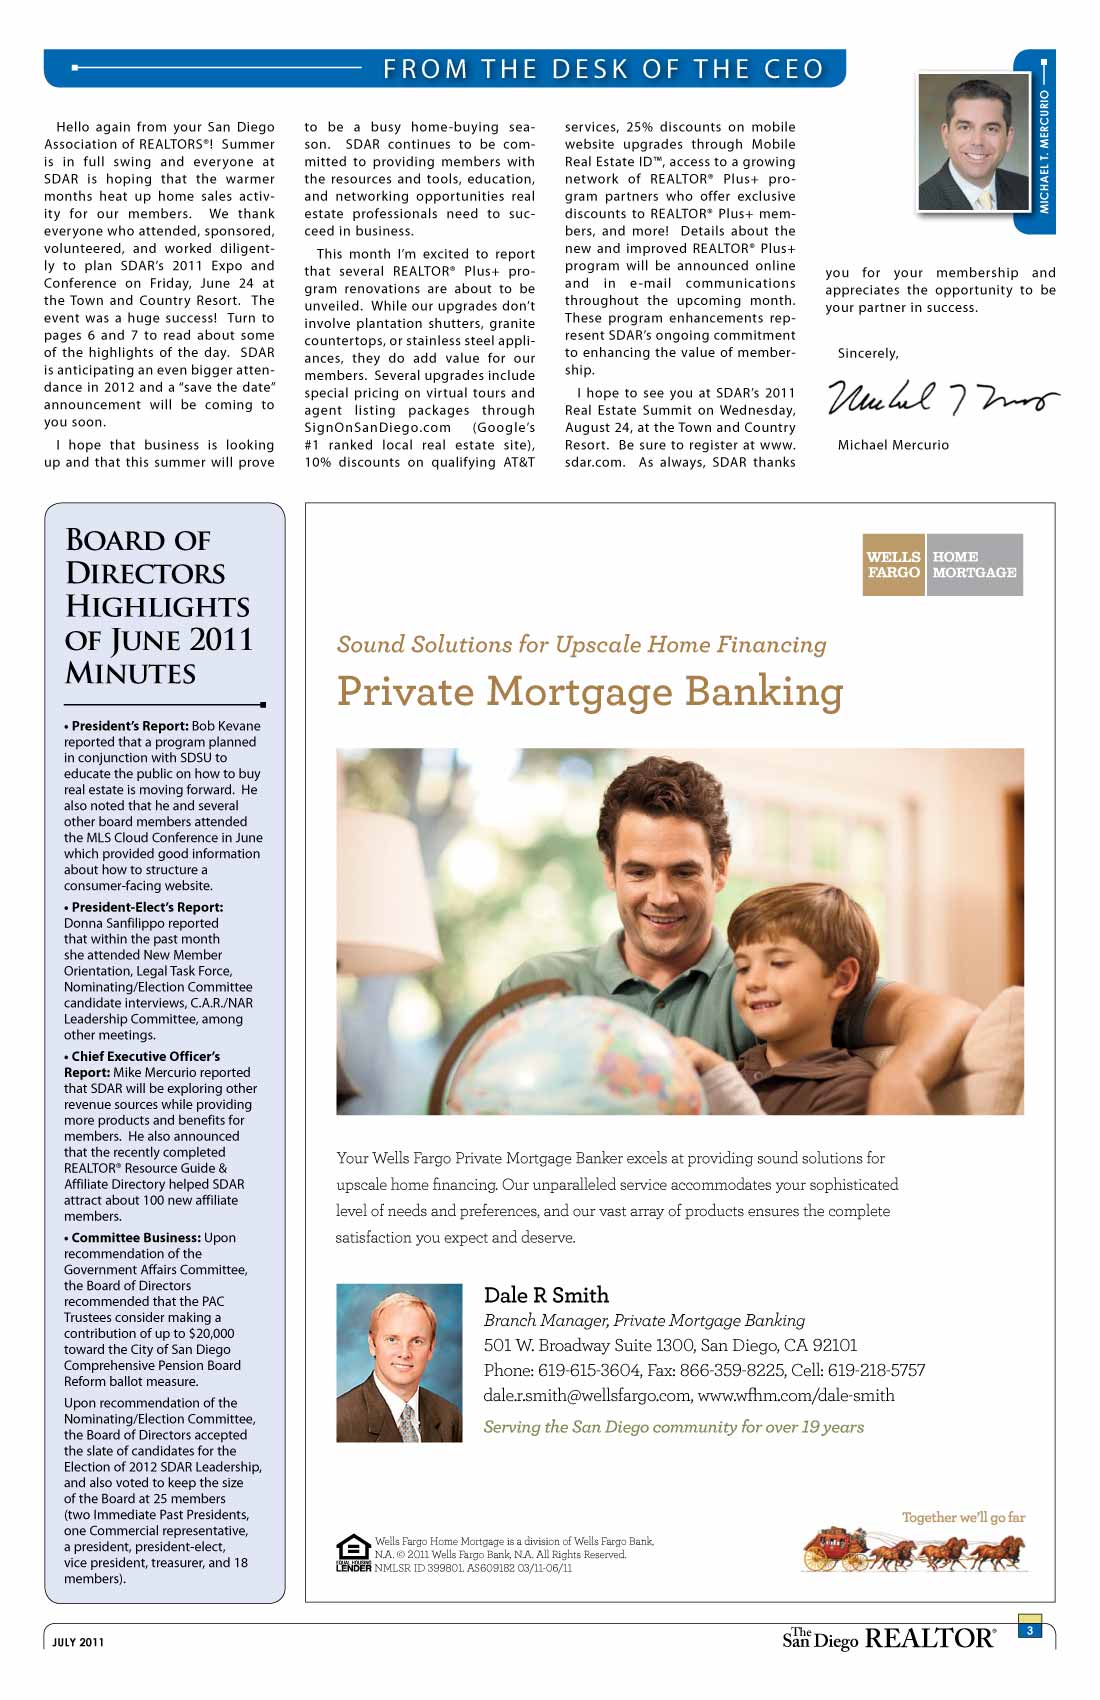 FROM THE DESK OF THE CEO
MICHAEL T. MERCURIO
Hello again from your San Diego
Association of REALTORS®! Summer
is in full swing and everyone at
SDAR is hoping that the warmer
months heat up home sales activ-
ity for our members. We thank
everyone who attended, sponsored,
volunteered, and worked diligent-
ly to plan SDAR's 2011 Expo and
Conference on Friday, June 24 at
the Town and Country Resort. The
event was a huge success! Turn to
pages 6 and 7 to read about some
of the highlights of the day. SDAR
is anticipating an even bigger atten-
dance in 2012 and a “save the date”
announcement will be coming to
you soon.
I hope that business is looking
up and that this summer will prove
to be a busy home-buying sea-
son. SDAR continues to be com-
mitted to providing members with
the resources and tools, education,
and networking opportunities real
estate professionals need to suc-
ceed in business.
This month I'm excited to report
that several REALTOR® Plus+ pro-
gram renovations are about to be
unveiled. While our upgrades don't
involve plantation shutters, granite
countertops, or stainless steel appli-
ances, they do add value for our
members. Several upgrades include
special pricing on virtual tours and
agent listing packages through
SignOnSanDiego.com (Google's
#1 ranked local real estate site),
10% discounts on qualifying AT&T
services, 25% discounts on mobile
website upgrades through Mobile
Real Estate ID™, access to a growing
network of REALTOR® Plus+ pro-
gram partners who offer exclusive
discounts to REALTOR® Plus+ mem-
bers, and more! Details about the
new and improved REALTOR® Plus+
program will be announced online
and in e-mail communications
throughout the upcoming month.
These program enhancements rep-
resent SDAR's ongoing commitment
to enhancing the value of member-
ship.
I hope to see you at SDAR's 2011
Real Estate Summit on Wednesday,
August 24, at the Town and Country
Resort. Be sure to register at www.
sdar.com. As always, SDAR thanks
you for your membership and
appreciates the opportunity to be
your partner in success.
Sincerely,
Michael Mercurio
BOARD OF
DIRECTORS
HIGHLIGHTS
OF JUNE 2011
MINUTES
• President's Report: Bob Kevane
reported that a program planned
in conjunction with SDSU to
educate the public on how to buy
real estate is moving forward. He
also noted that he and several
other board members attended
the MLS Cloud Conference in June
which provided good information
about how to structure a
consumer-facing website.
• President-Elect's Report:
Donna Sanfilippo reported
that within the past month
she attended New Member
Orientation, Legal Task Force,
Nominating/Election Committee
candidate interviews, C.A.R./NAR
Leadership Committee, among
other meetings.
• Chief Executive Officer's
Report: Mike Mercurio reported
that SDAR will be exploring other
revenue sources while providing
more products and benefits for
members. He also announced
that the recently completed
REALTOR® Resource Guide &
Affiliate Directory helped SDAR
attract about 100 new affiliate
members.
• Committee Business: Upon
recommendation of the
Government Affairs Committee,
the Board of Directors
recommended that the PAC
Trustees consider making a
contribution of up to $20,000
toward the City of San Diego
Comprehensive Pension Board
Reform ballot measure.
Upon recommendation of the
Nominating/Election Committee,
the Board of Directors accepted
the slate of candidates for the
Election of 2012 SDAR Leadership,
and also voted to keep the size
of the Board at 25 members
(two Immediate Past Presidents,
one Commercial representative,
a president, president-elect,
vice president, treasurer, and 18
members).
WELLS FARGO
HOME MORTGAGE
Sound Solutions for Upscale Home Financing
Private Mortgage Banking
Your Wells Fargo Private Mortgage Banker excels at providing sound solutions for
upscale home financing. Our unparalleled service accommodates your sophisticated
level of needs and preferences, and our vast array of products ensures the complete
satisfaction you expect and deserve.
Dale R Smith
Branch Manager, Private Mortgage Banking
501 W. Broadway Suite 1300, San Diego, CA 92101
Phone: 619-615-3604, Fax: 866-359-8225, Cell: 619-218-5757
dale.r.smith@wellsfargo.com, www.wfhm.com/dale-smith
Serving the San Diego community for over 19 years
Together we'll go far
EQUAL HOUSING
LENDER
Wells Fargo Home Mortgage is a division of Wells Fargo Bank,
N.A. © 2011 Wells Fargo Bank, N.A. All Rights Reserved.
NMLSR ID 399801. AS609182 03/11-06/11
JULY 2011
The San Diego REALTOR®
3